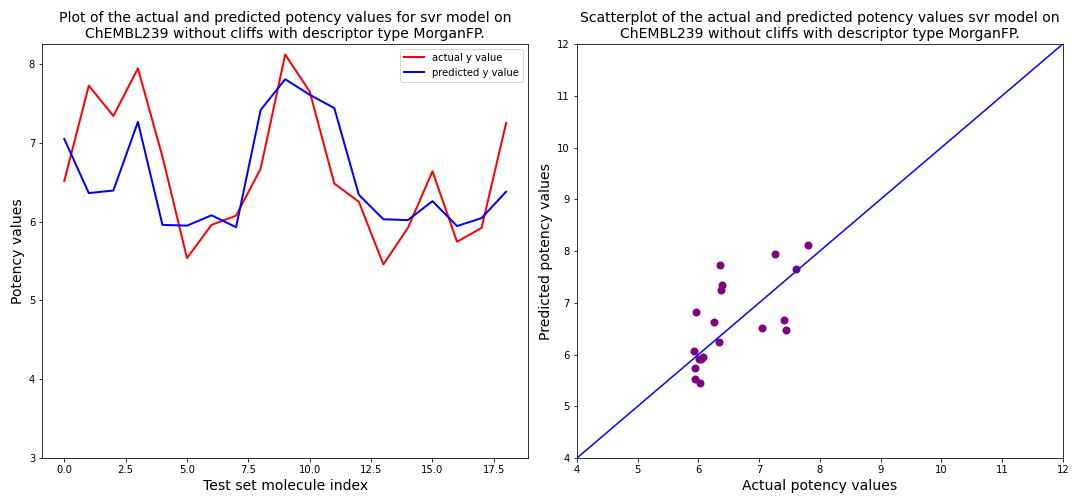 Plot of the actual and predicted potency values for svr model on
ChEMBL239 without cliffs with descriptor type MorganFP.
actual y value
predicted y value
Potency values
8
7
6
5
4
3
0.0 2.5 5.0 7.5 10.0 12.5 15.0 17.5
Test set molecule index
Scatterplot of the actual and predicted potency values svr model on
ChEMBL239 without cliffs with descriptor type MorganFP.
Predicted potency values
12
11
10
9
8
7
6
5
4
4 5 6 7 8 9 10 11 12
Actual potency values